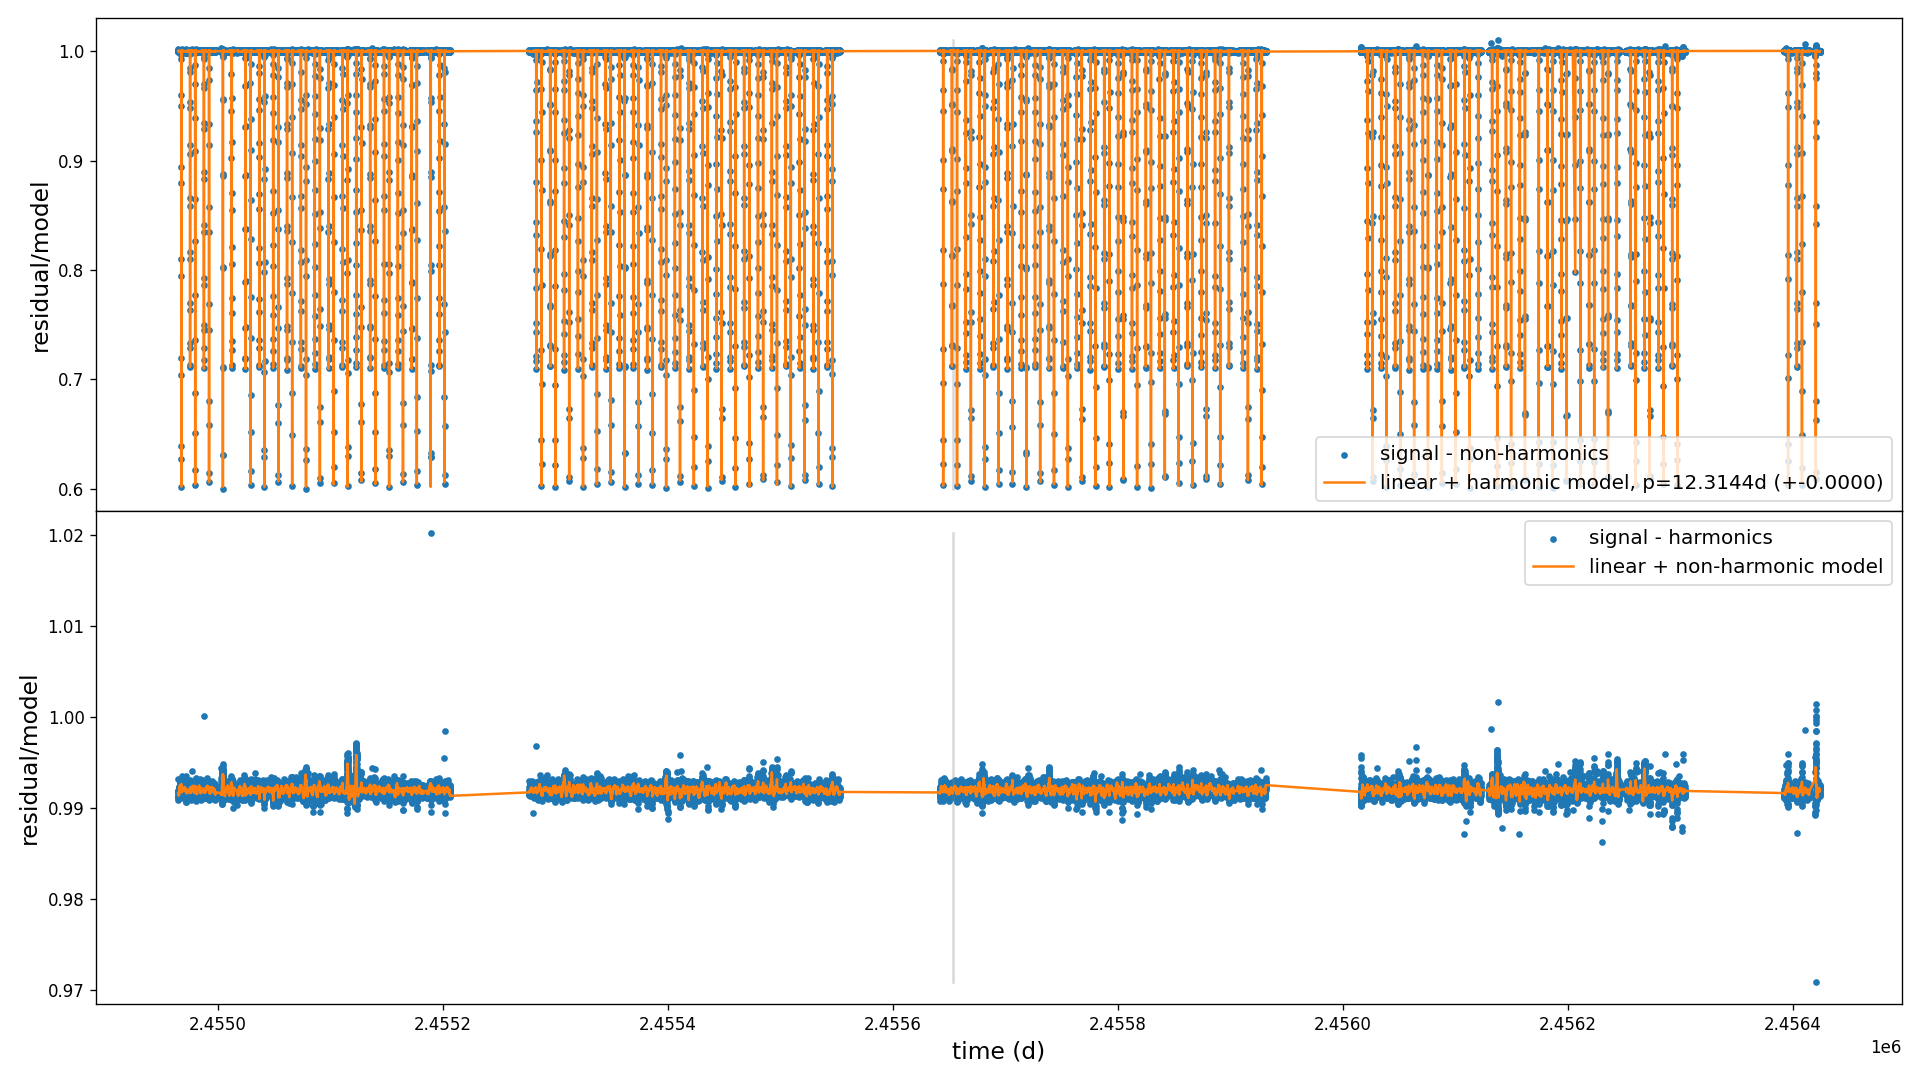 1.0
0.9
0.8
0.7
0.6
residual/model
signal - non-harmonics
linear + harmonic model, p=12.3144d (+-0.0000)
1.02
1.01
1.00
0.99
0.98
0.97
residual/model
signal - harmonics
linear + non-harmonic model
2.4550 2.4552 2.4554 2.4556 2.4558 2.4560 2.4562 2.4564
time (d)
1e6